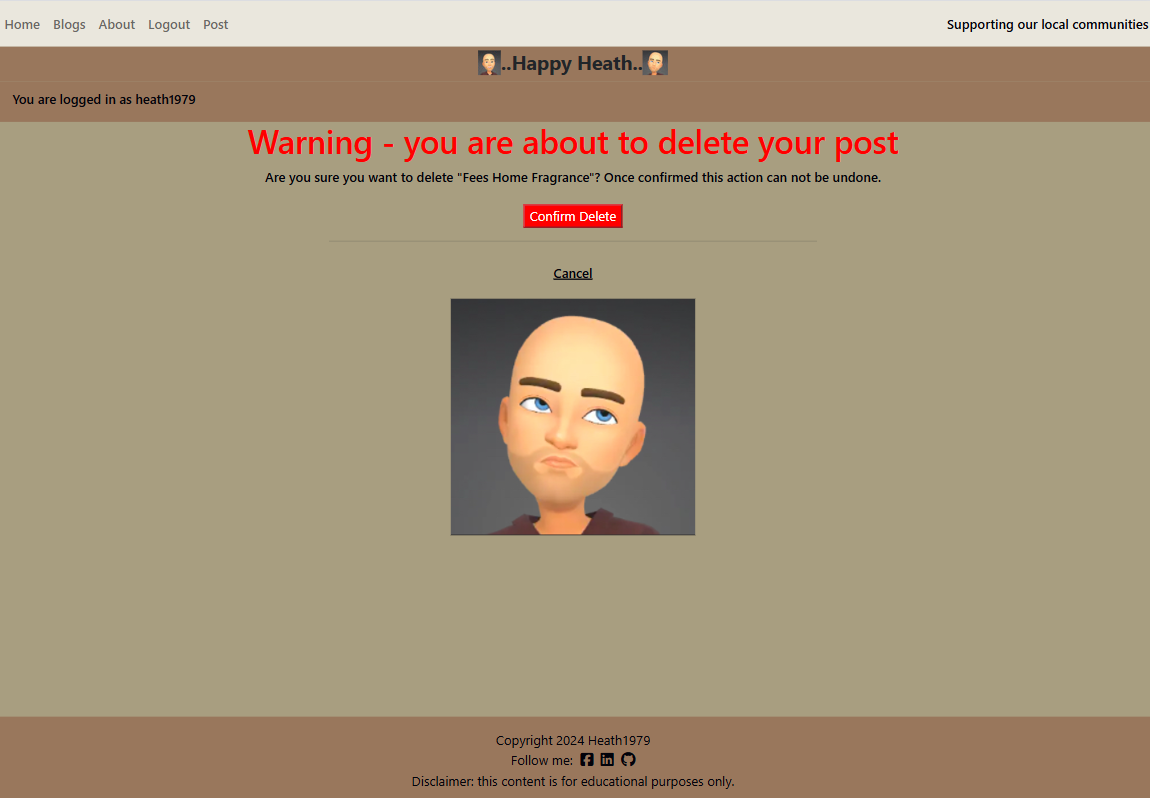 Home Blogs About Logout Post Supporting our local communities
..Happy Heath..
You are logged in as heath1979
Warning - you are about to delete your post
Are you sure you want to delete "Fees Home Fragrance"? Once confirmed this action can not be undone.
Confirm Delete
Cancel
Copyright 2024 Heath1979
Follow me:
Disclaimer: this content is for educational purposes only.